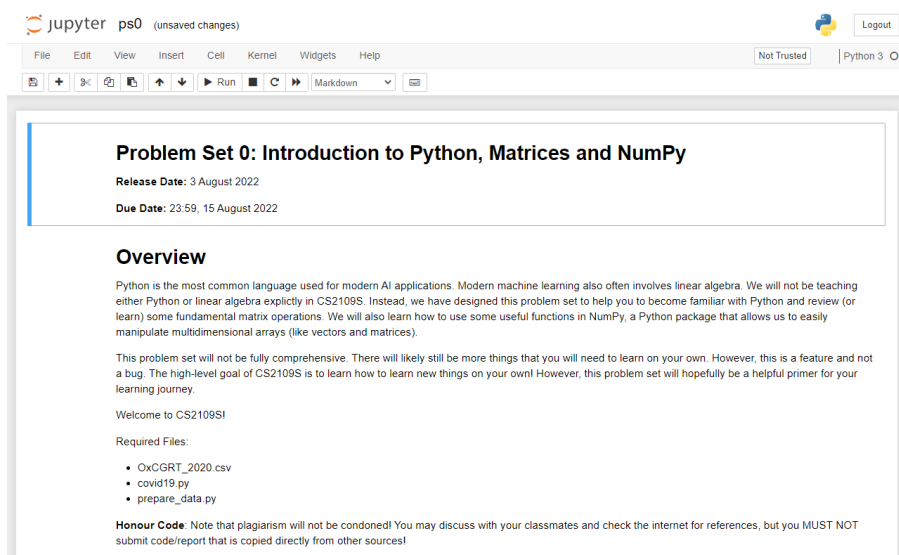 jupyter ps0 (unsaved changes)
Logout
File Edit View Insert Cell Kernel Widgets Help
Not Trusted
Python 3
Run
Markdown
Problem Set 0: Introduction to Python, Matrices and NumPy
Release Date: 3 August 2022
Due Date: 23:59, 15 August 2022
Overview
Python is the most common language used for modern AI applications. Modern machine learning also often involves linear algebra. We will not be teaching
either Python or linear algebra explictly in CS2109S. Instead, we have designed this problem set to help you to become familiar with Python and review (or
learn) some fundamental matrix operations. We will also learn how to use some useful functions in NumPy, a Python package that allows us to easily
manipulate multidimensional arrays (like vectors and matrices).
This problem set will not be fully comprehensive. There will likely still be more things that you will need to learn on your own. However, this is a feature and not
a bug. The high-level goal of CS2109S is to learn how to learn new things on your own! However, this problem set will hopefully be a helpful primer for your
learning journey.
Welcome to CS2109S!
Required Files:
• OxCGRT_2020.csv
• covid19.py
• prepare_data.py
Honour Code: Note that plagiarism will not be condoned! You may discuss with your classmates and check the internet for references, but you MUST NOT
submit code/report that is copied directly from other sources!